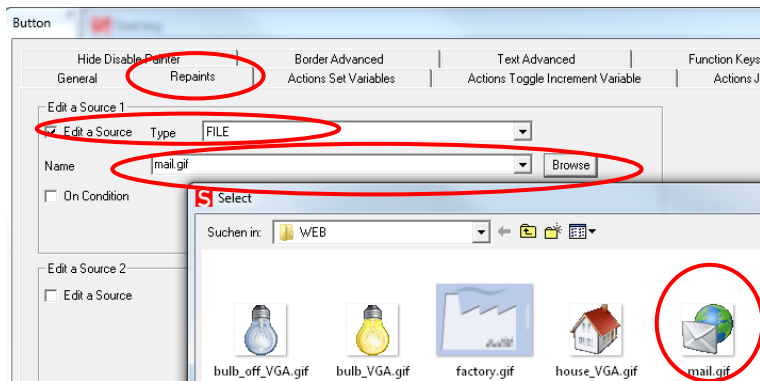 Button
Hide Disable Painter Border Advanced Text Advanced Function Keys
General Repaints Actions Set Variables Actions Toggle Increment Variable Actions J
Edit a Source 1
Edit a Source Type FILE
Name mail.gif Browse
On Condition
S Select
Suchen in: WEB
Edit a Source 2
Edit a Source
bulb_off_VGA.gif bulb_VGA.gif factory.gif house_VGA.gif mail.gif